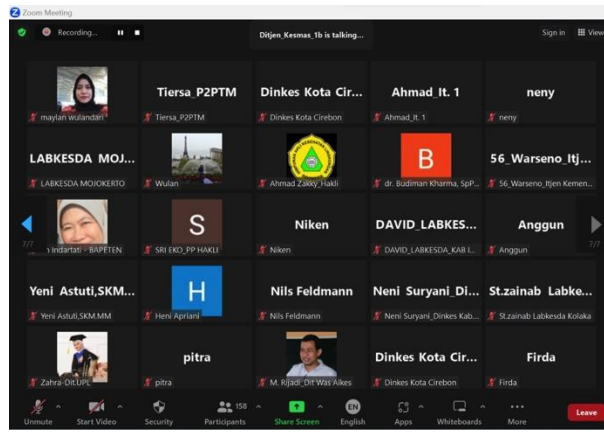 Zoom Meeting
Recording...
Ditjen_Kesmas_1b is talking...
Sign in
View
maylan wulandari
Tiersa_P2PTM
Tiersa_P2PTM
Dinkes Kota Cir...
Dinkes Kota Cirebon
Ahmad_It. 1
Ahmad_It. 1
neny
neny
LABKESDA MOJ...
LABKESDA MOJOKERTO
Wulan
Ahmad Zakky_Hakli
B
dr. Budiman Kharma, SpP...
56_Warseno_Itj...
56_Warseno_Itjen Kemen...
7/7
Indartati - BAPETEN
S
SRI EKO_PP HAKLI
Niken
Niken
DAVID_LABKES...
DAVID_LABKESDA_KAB I...
Anggun
Anggun
7/7
Yeni Astuti,SKM...
Yeni Astuti,SKM.MM
H
Heni Apriani
Nils Feldmann
Nils Feldmann
Neni Suryani_Di...
Neni Suryani_Dinkes Kab...
St.zainab Labke...
St.zainab Labkesda Kolaka
Zahra-Dit.UPL
pitra
pitra
M. Rijadi_Dit Was Alkes
Dinkes Kota Cir...
Dinkes Kota Cirebon
Firda
Firda
Unmute
Start Video
Security
158
Participants
Share Screen
EN
English
Apps
Whiteboards
More
Leave